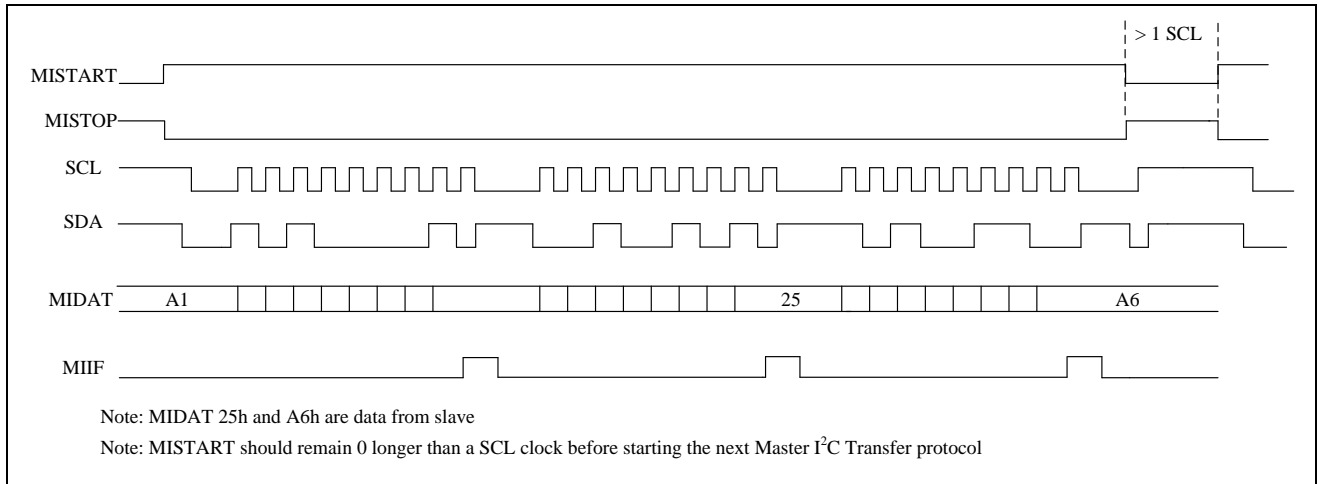 > 1 SCL
MISTART
MISTOP
SCL
SDA
MIDAT A1 25 A6
MIIF
Note: MIDAT 25h and A6h are data from slave
Note: MISTART should remain 0 longer than a SCL clock before starting the next Master I²C Transfer protocol